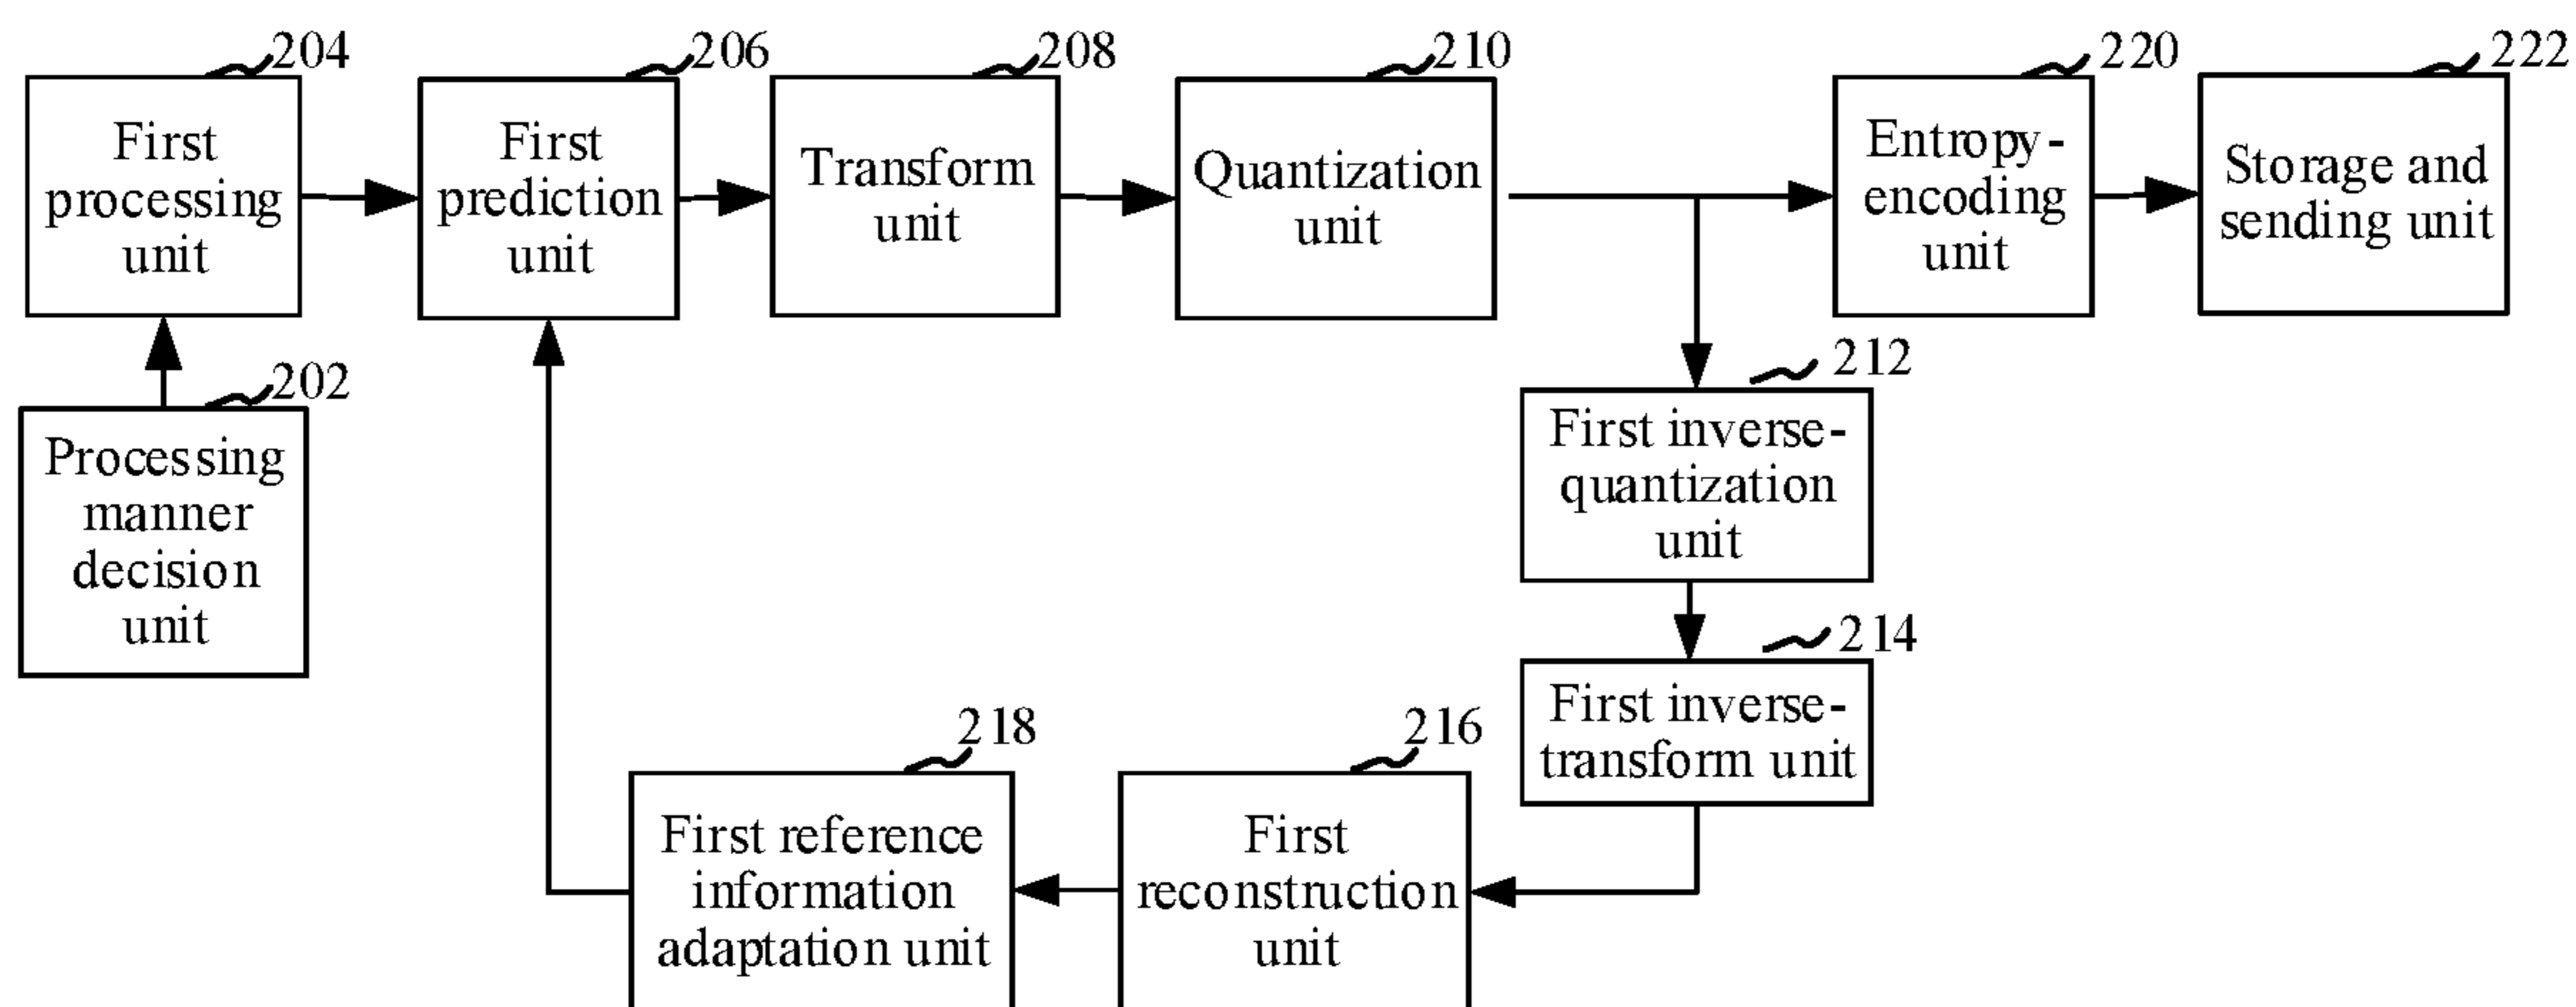 204
First
processing
unit
206
First
prediction
unit
208
Transform
unit
210
Quantization
unit
220
Entropy-
encoding
unit
222
Storage and
sending unit
202
Processing
manner
decision
unit
212
First inverse-
quantization
unit
214
First inverse-
transform unit
218
First reference
information
adaptation unit
216
First
reconstruction
unit